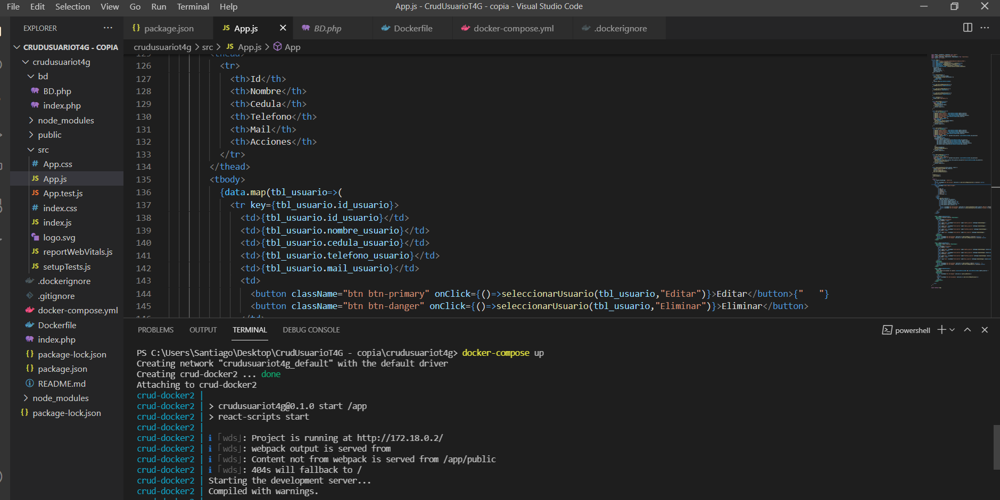 File Edit Selection View Go Run Terminal Help
App.js - CrudUsuarioT4G - copia - Visual Studio Code
EXPLORER
CRUDUSUARIOT4G - COPIA
crudusuariot4g
bd
BD.php
index.php
node_modules
public
src
App.css
App.js
App.test.js
index.css
index.js
logo.svg
reportWebVitals.js
setupTests.js
.dockerignore
.gitignore
docker-compose.yml
Dockerfile
index.php
package-lock.json
package.json
README.md
node_modules
package-lock.json
package.json App.js BD.php Dockerfile docker-compose.yml .dockerignore
crudusuariot4g > src > JS App.js > App
125 <thead>
126 <tr>
127 <th>Id</th>
128 <th>Nombre</th>
129 <th>Cedula</th>
130 <th>Telefono</th>
131 <th>Mail</th>
132 <th>Acciones</th>
133 </tr>
134 </thead>
135 <tbody>
136 {data.map(tbl_usuario=>(
137 <tr key={tbl_usuario.id_usuario}>
138 <td>{tbl_usuario.id_usuario}</td>
139 <td>{tbl_usuario.nombre_usuario}</td>
140 <td>{tbl_usuario.cedula_usuario}</td>
141 <td>{tbl_usuario.telefono_usuario}</td>
142 <td>{tbl_usuario.mail_usuario}</td>
143 <td>
144 <button className="btn btn-primary" onClick={()=>seleccionarUsuario(tbl_usuario,"Editar")}>Editar</button>{"   "}
145 <button className="btn btn-danger" onClick={()=>seleccionarUsuario(tbl_usuario,"Eliminar")}>Eliminar</button>
146 </td>
PROBLEMS OUTPUT TERMINAL DEBUG CONSOLE
powershell
PS C:\Users\Santiago\Desktop\CrudUsuarioT4G - copia\crudusuariot4g> docker-compose up
Creating network "crudusuariot4g_default" with the default driver
Creating crud-docker2 ... done
Attaching to crud-docker2
crud-docker2 |
crud-docker2 | > crudusuariot4g@0.1.0 start /app
crud-docker2 | > react-scripts start
crud-docker2 |
crud-docker2 | ℹ ｢wds｣: Project is running at http://172.18.0.2/
crud-docker2 | ℹ ｢wds｣: webpack output is served from
crud-docker2 | ℹ ｢wds｣: Content not from webpack is served from /app/public
crud-docker2 | ℹ ｢wds｣: 404s will fallback to /
crud-docker2 | Starting the development server...
crud-docker2 | Compiled with warnings.